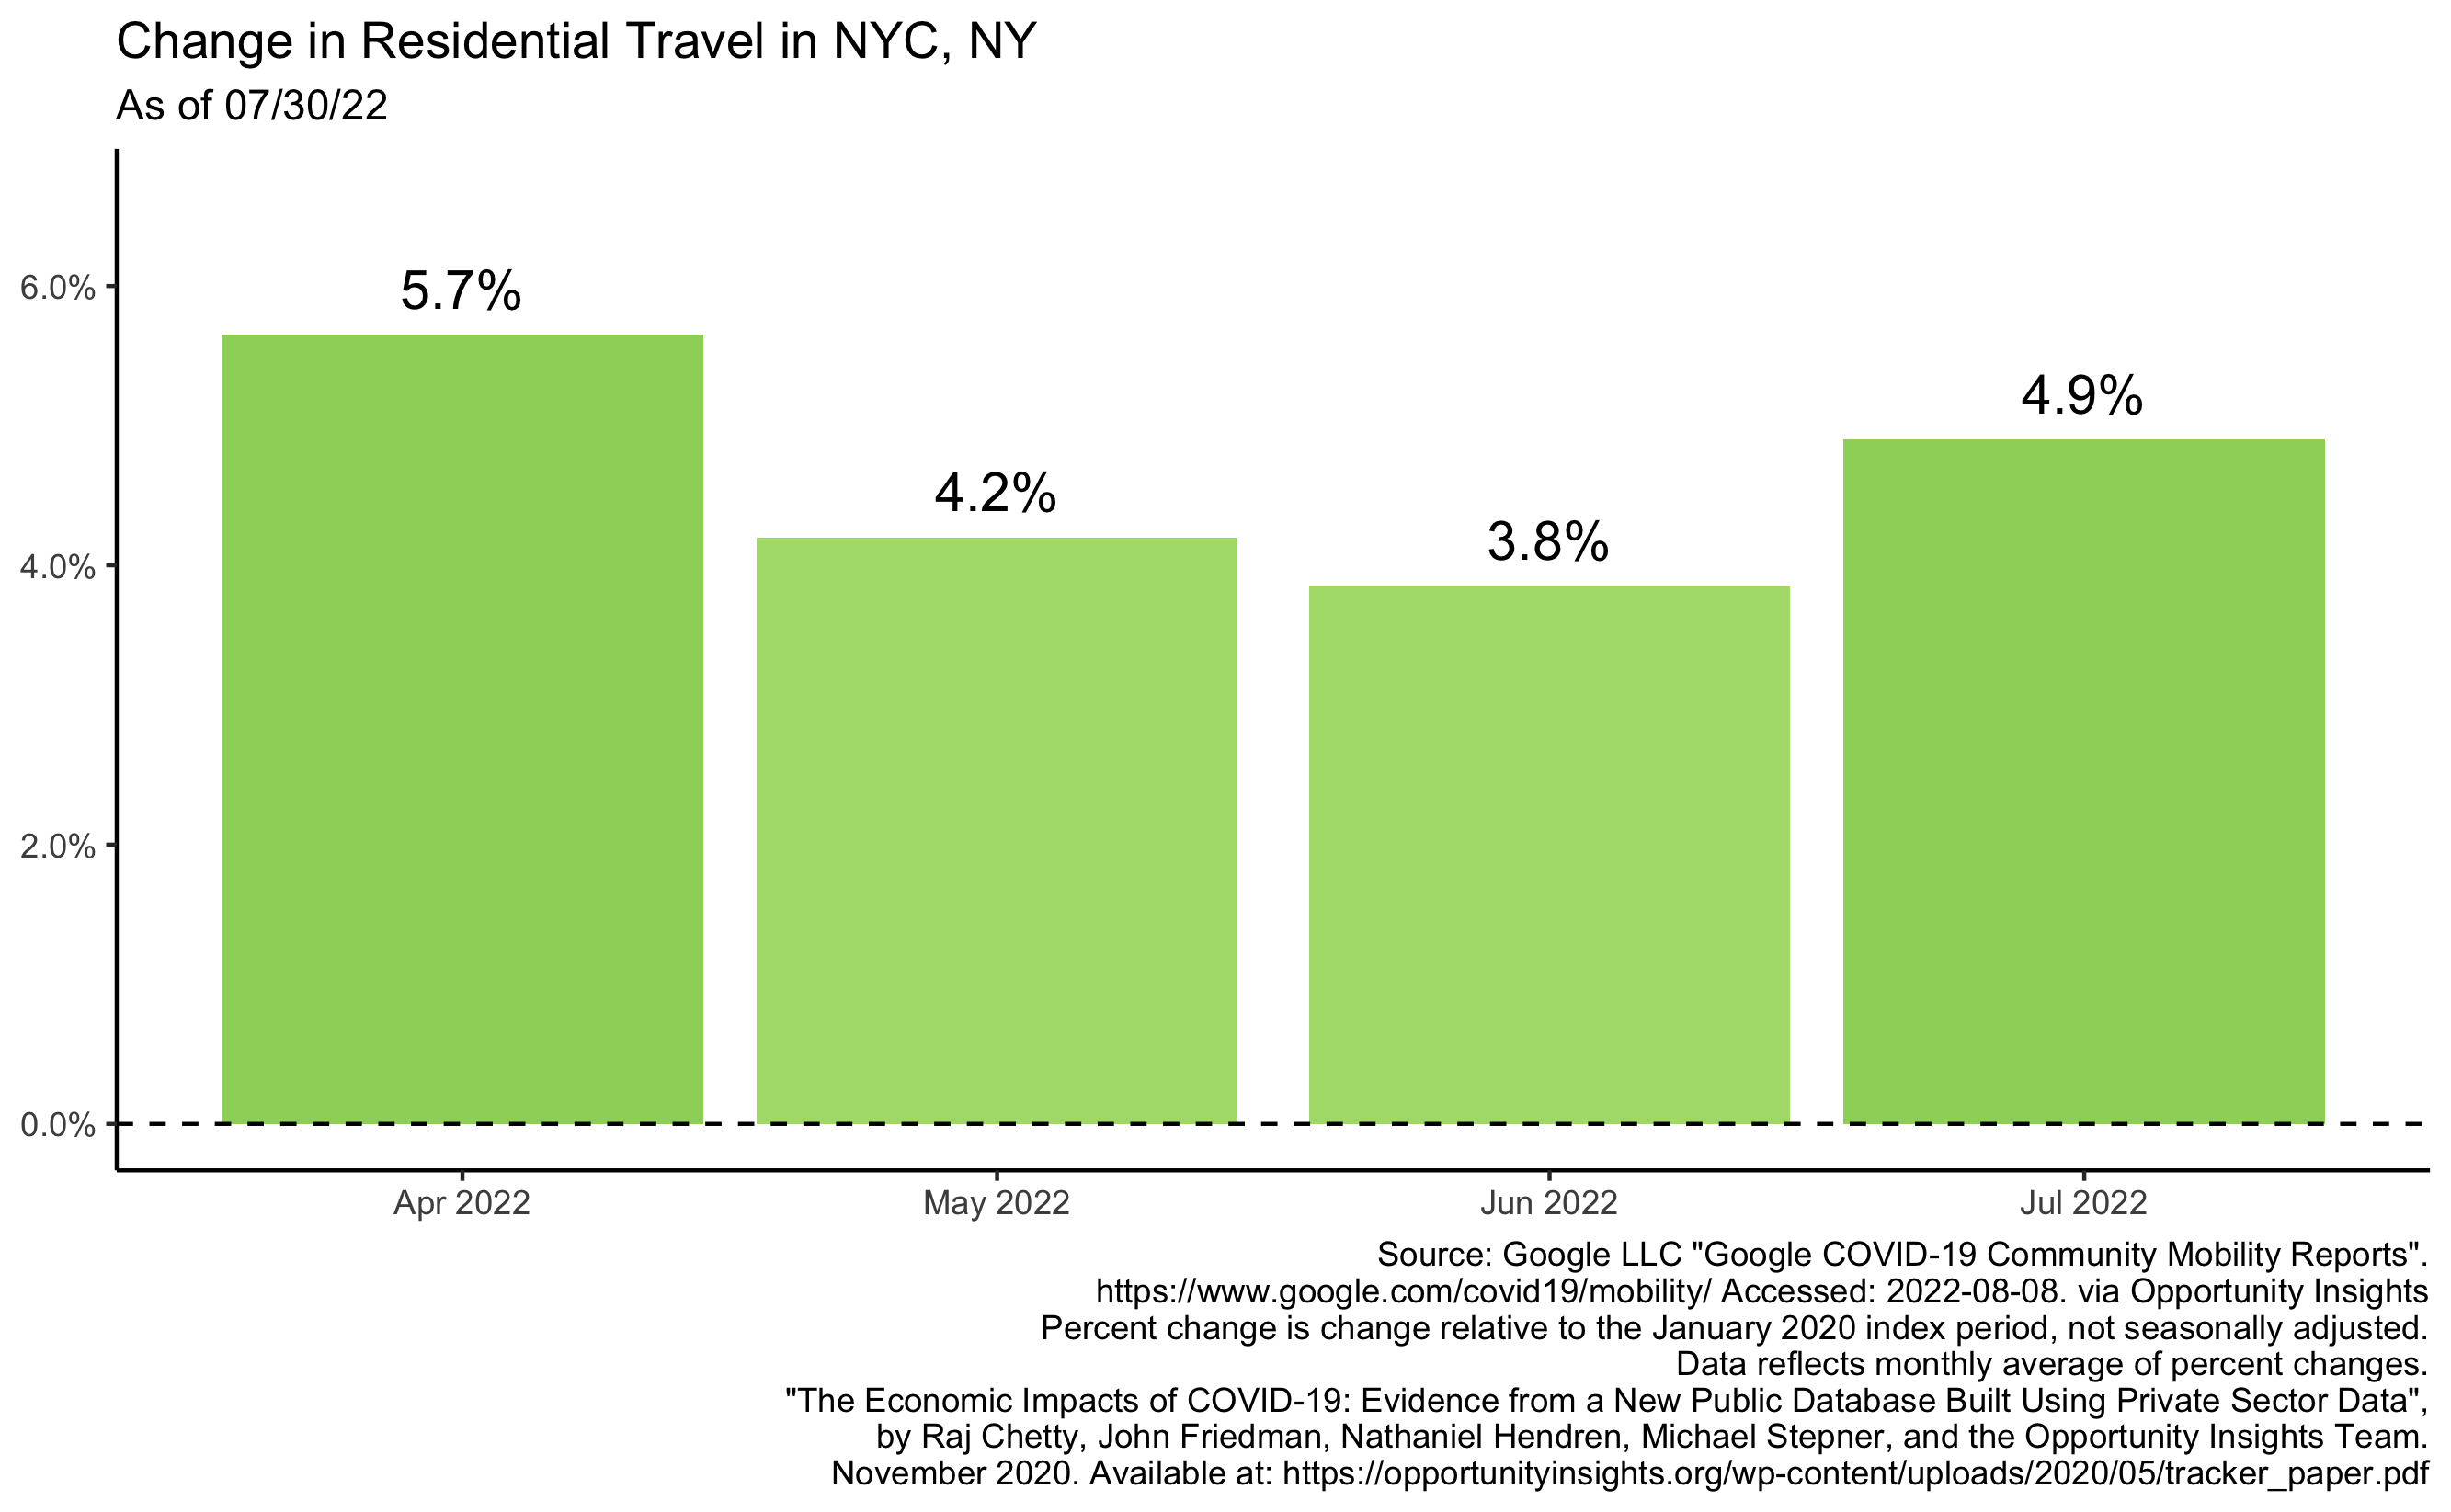 Change in Residential Travel in NYC, NY
As of 07/30/22
6.0%
4.0%
2.0%
0.0%
5.7%
4.2%
3.8%
4.9%
Apr 2022
May 2022
Jun 2022
Jul 2022
Source: Google LLC "Google COVID-19 Community Mobility Reports".
https://www.google.com/covid19/mobility/ Accessed: 2022-08-08. via Opportunity Insights
Percent change is change relative to the January 2020 index period, not seasonally adjusted.
Data reflects monthly average of percent changes.
"The Economic Impacts of COVID-19: Evidence from a New Public Database Built Using Private Sector Data",
by Raj Chetty, John Friedman, Nathaniel Hendren, Michael Stepner, and the Opportunity Insights Team.
November 2020. Available at: https://opportunityinsights.org/wp-content/uploads/2020/05/tracker_paper.pdf